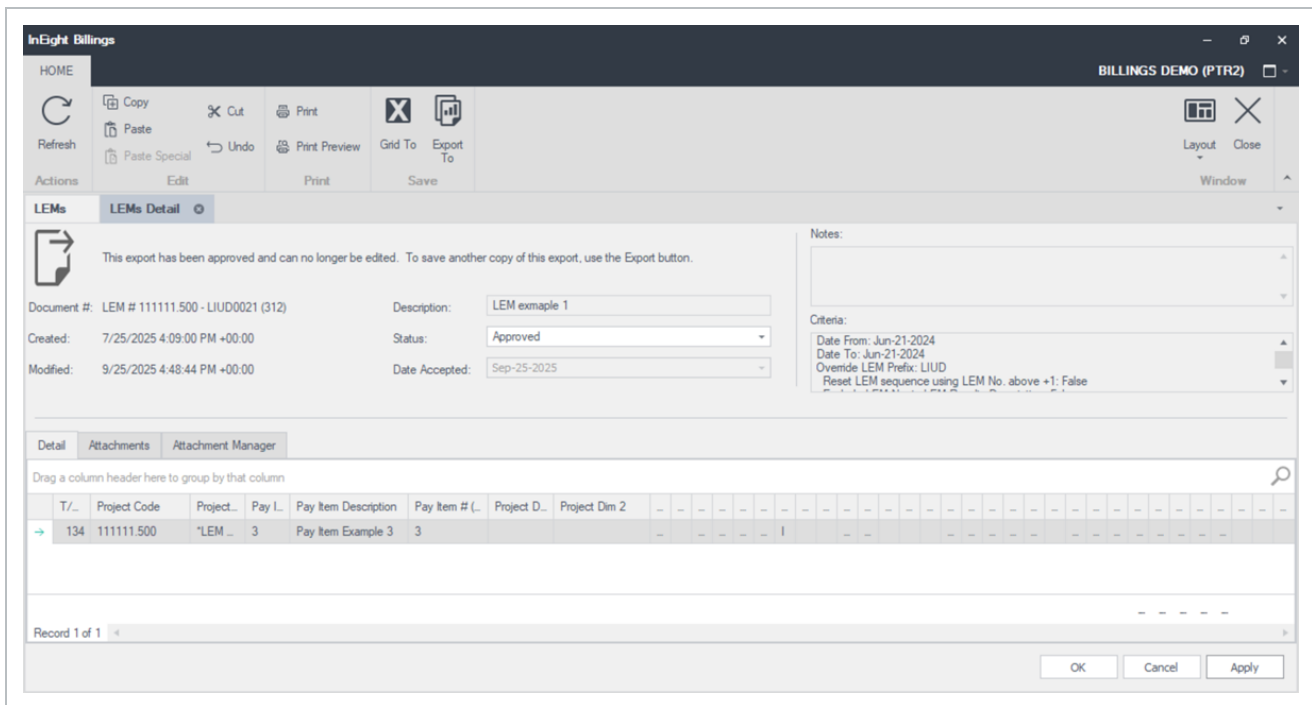 InEight Billings
HOME
BILLINGS DEMO (PTR2)
Refresh
Copy
Paste
Paste Special
Cut
Undo
Print
Print Preview
Grid To
Export To
Layout
Close
Actions
Edit
Print
Save
Window
LEMs
LEMs Detail
This export has been approved and can no longer be edited. To save another copy of this export, use the Export button.
Document #: LEM # 111111.500 - LIUD0021 (312)
Created: 7/25/2025 4:09:00 PM +00:00
Modified: 9/25/2025 4:48:44 PM +00:00
Description: LEM exmaple 1
Status: Approved
Date Accepted: Sep-25-2025
Notes:
Criteria:
Date From: Jun-21-2024
Date To: Jun-21-2024
Override LEM Prefix: LIUD
Reset LEM sequence using LEM No. above +1: False
Detail
Attachments
Attachment Manager
Drag a column header here to group by that column
T/... Project Code Project... Pay I... Pay Item Description Pay Item # (... Project D... Project Dim 2
134 111111.500 "LEM ... 3 Pay Item Example 3 3 I
Record 1 of 1
OK
Cancel
Apply